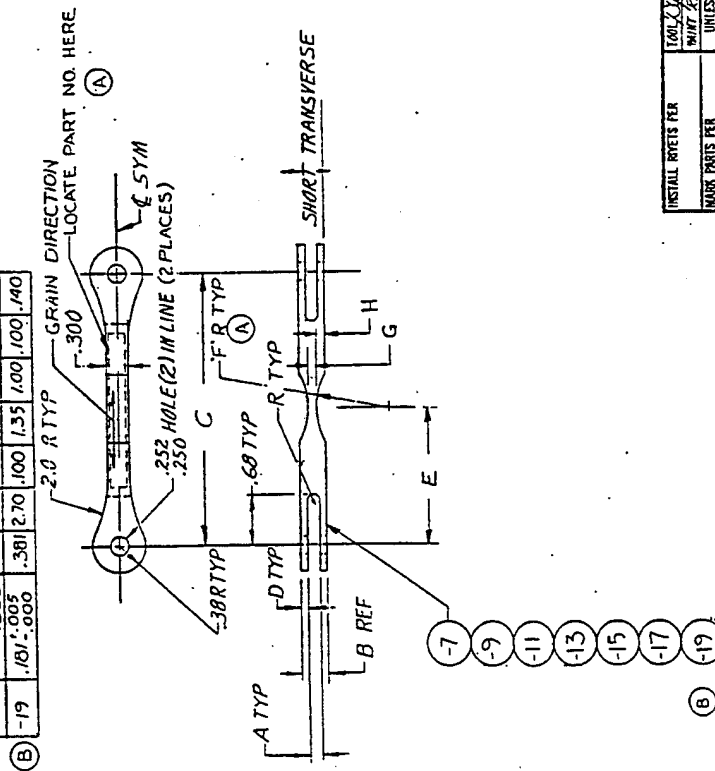 B -19 .181 +.005 -.000 .381 2.70 .100 1.35 1.00 .100 .140
2.0 R TYP
GRAIN DIRECTION
LOCATE PART NO. HERE
A
.300
℄ SYM
.252
.250 HOLE (2) IN LINE (2 PLACES)
.38 R TYP
C
'F' R TYP
A
R TYP
.68 TYP
D TYP
SHORT TRANSVERSE
H
G
E
B REF
A TYP
-7
-9
-11
-13
-15
-17
B -19
INSTALL RIVETS PER
MARK PARTS PER
TOOL
PAINT
UNLES